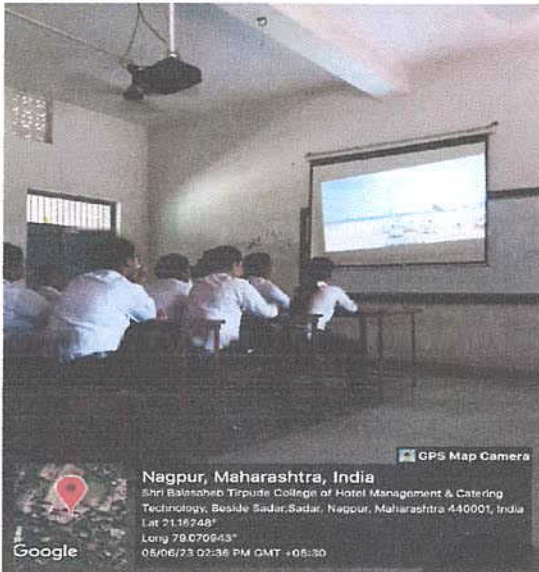 GPS Map Camera
Nagpur, Maharashtra, India
Shri Balasaheb Tirpude College of Hotel Management & Catering
Technology, Beside Sadar,Sadar, Nagpur, Maharashtra 440001, India
Lat 21.16248°
Long 79.070943°
05/06/23 02:36 PM GMT +05:30
Google